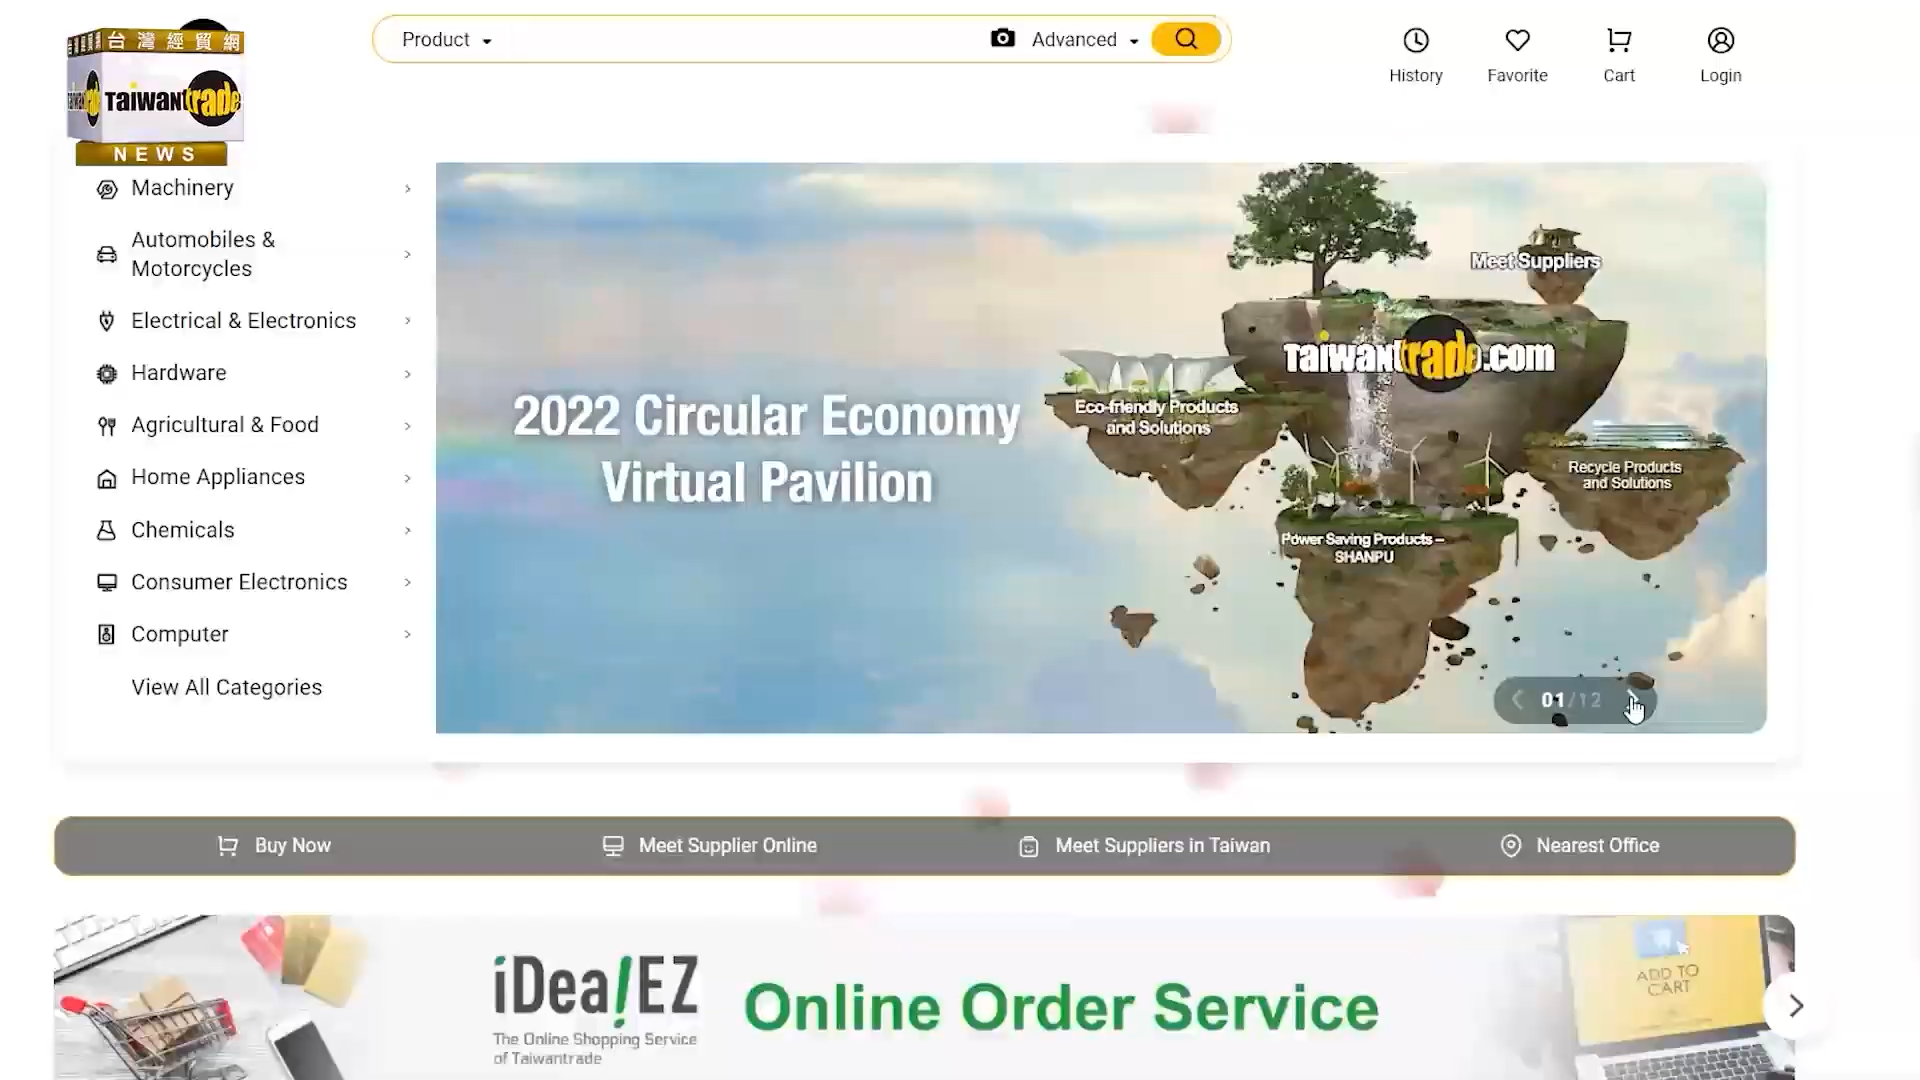 台灣經貿網
Taiwantrade
NEWS
Product
Advanced
History
Favorite
Cart
Login
Machinery
Automobiles &
Motorcycles
Electrical & Electronics
Hardware
Agricultural & Food
Home Appliances
Chemicals
Consumer Electronics
Computer
View All Categories
2022 Circular Economy
Virtual Pavilion
Meet Suppliers
Taiwantrade.com
Eco-friendly Products
and Solutions
Recycle Products
and Solutions
Power Saving Products –
SHANPU
01/12
Buy Now
Meet Supplier Online
Meet Suppliers in Taiwan
Nearest Office
iDealEZ
The Online Shopping Service
of Taiwantrade
Online Order Service
ADD TO
CART